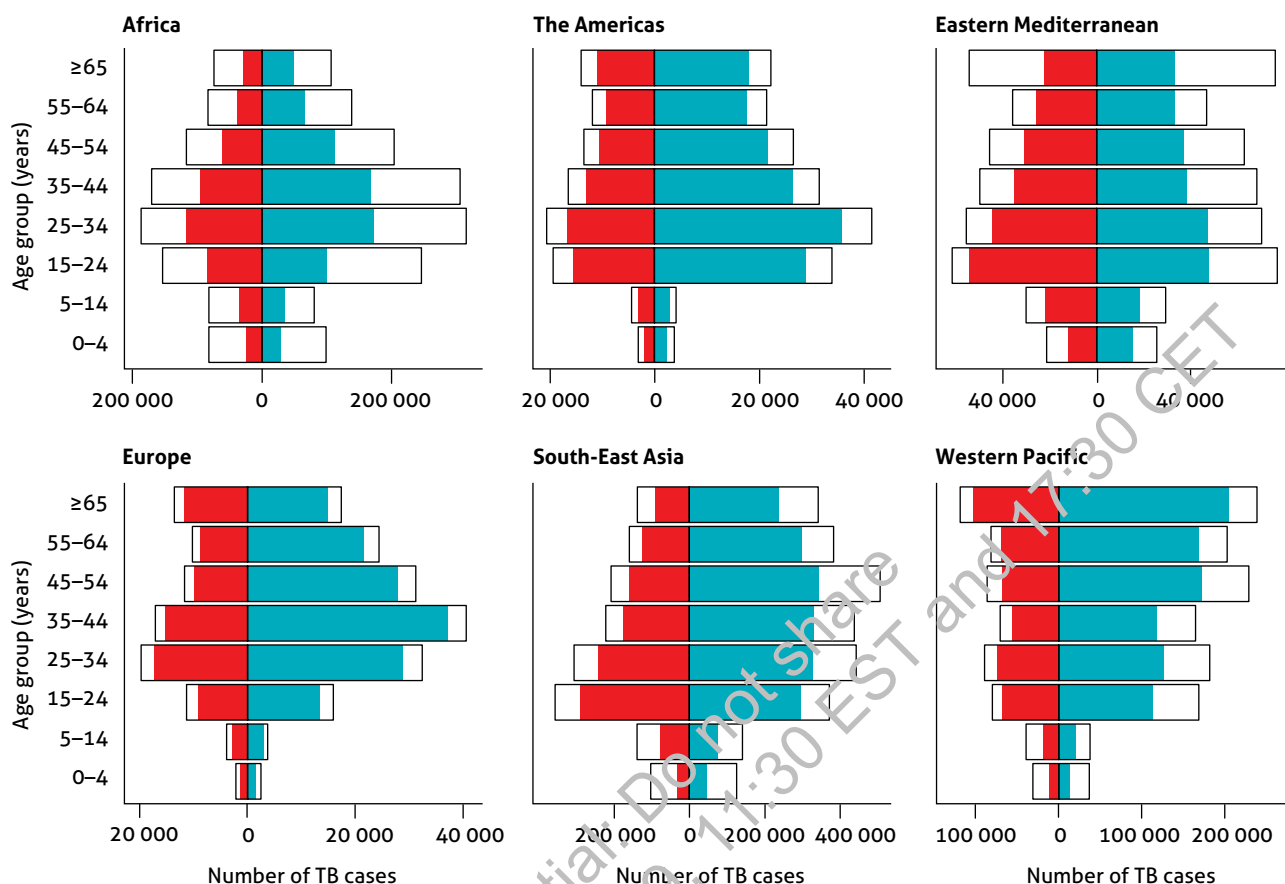 Africa
The Americas
Eastern Mediterranean
Age group (years)
≥65
55–64
45–54
35–44
25–34
15–24
5–14
0–4
200 000 0 200 000
20 000 0 20 000 40 000
40 000 0 40 000
Europe
South-East Asia
Western Pacific
Age group (years)
≥65
55–64
45–54
35–44
25–34
15–24
5–14
0–4
20 000 0 20 000 40 000
200 000 0 200 000 400 000
100 000 0 100 000 200 000
Number of TB cases
Number of TB cases
Number of TB cases
Do not share
11:30 EST and 17:30 CET